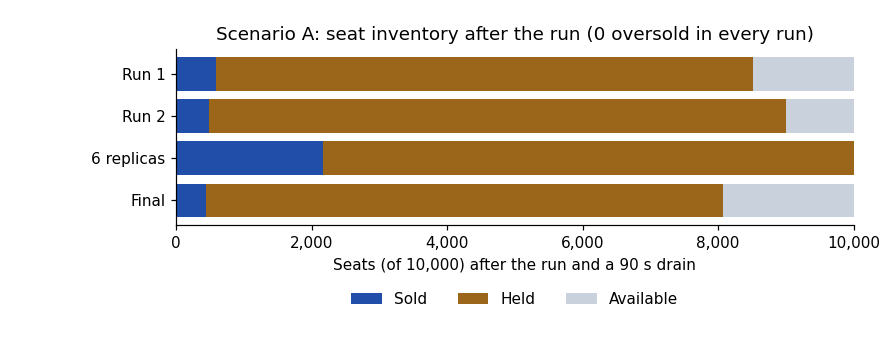 Scenario A: seat inventory after the run (0 oversold in every run)
Run 1
Run 2
6 replicas
Final
0 2,000 4,000 6,000 8,000 10,000
Seats (of 10,000) after the run and a 90 s drain
Sold Held Available